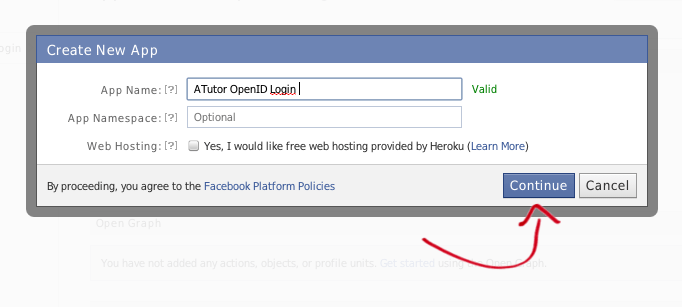 Create New App
ogin
App Name: [?] ATutor OpenID Login Valid
App Namespace: [?] Optional
Web Hosting: [?] Yes, I would like free web hosting provided by Heroku (Learn More)
By proceeding, you agree to the Facebook Platform Policies Continue Cancel
Open Graph
You have not added any actions, objects, or profile units. Get started using the Open Graph.